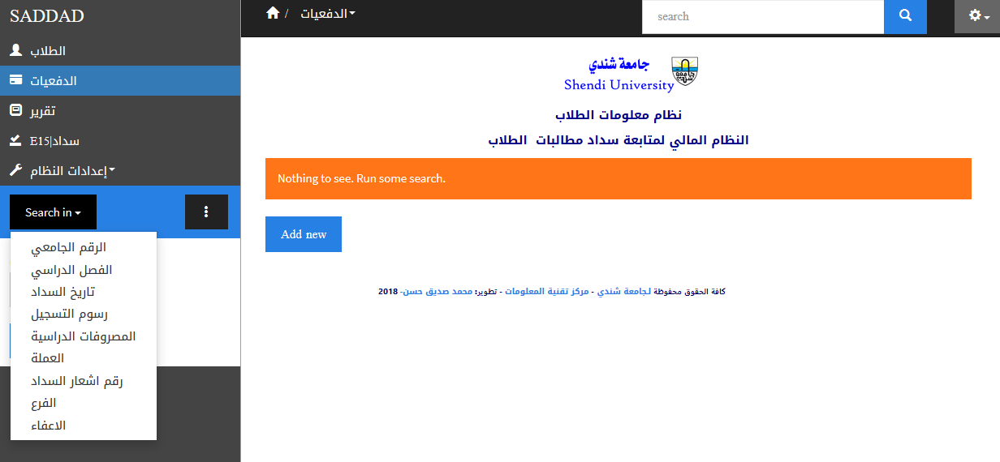 SADDAD
الطلاب
الدفعيات
تقرير
سداد|E15
إعدادات النظام
Search in
الرقم الجامعي
الفصل الدراسي
تاريخ السداد
رسوم التسجيل
المصروفات الدراسية
العملة
رقم اشعار السداد
الفرع
الاعفاء
/ الدفعيات
search
جامعة شندي
Shendi University
نظام معلومات الطلاب
النظام المالي لمتابعة سداد مطالبات الطلاب
Nothing to see. Run some search.
Add new
كافة الحقوق محفوظة لجامعة شندي - مركز تقنية المعلومات - تطوير: محمد صديق حسن- 2018